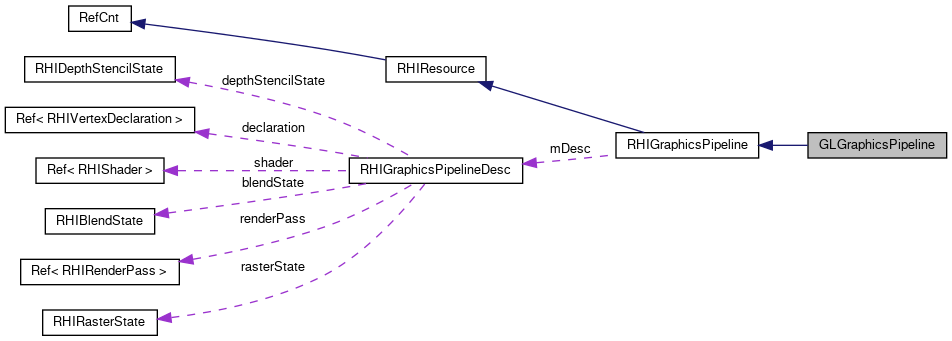 RefCnt
RHIDepthStencilState
RHIResource
depthStencilState
Ref< RHIVertexDeclaration >
declaration
mDesc
RHIGraphicsPipeline
GLGraphicsPipeline
shader
Ref< RHIShader >
RHIGraphicsPipelineDesc
blendState
RHIBlendState
renderPass
Ref< RHIRenderPass >
rasterState
RHIRasterState